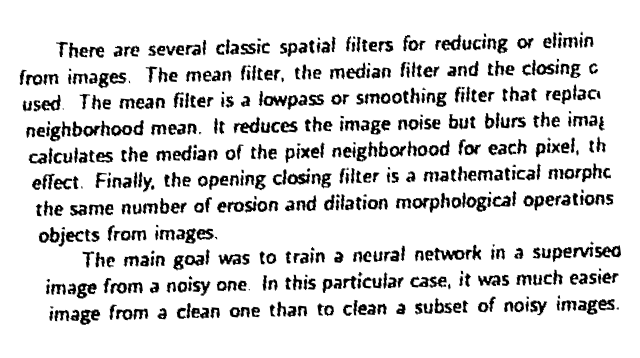 There are several classic spatial filters for reducing or elimin
from images. The mean filter, the median filter and the closing
used. The mean filter is a lowpass or smoothing filter that
neighborhood mean. It reduces the image noise but blurs the
calculates the median of the pixel neighborhood for each pixel, th
effect. Finally, the opening closing filter is a mathematical
the same number of erosion and dilation morphological operations
objects from images.
The main goal was to train a neural network in a supervised
image from a noisy one. In this particular case, it was much easier
image from a clean one than to clean a subset of noisy images.